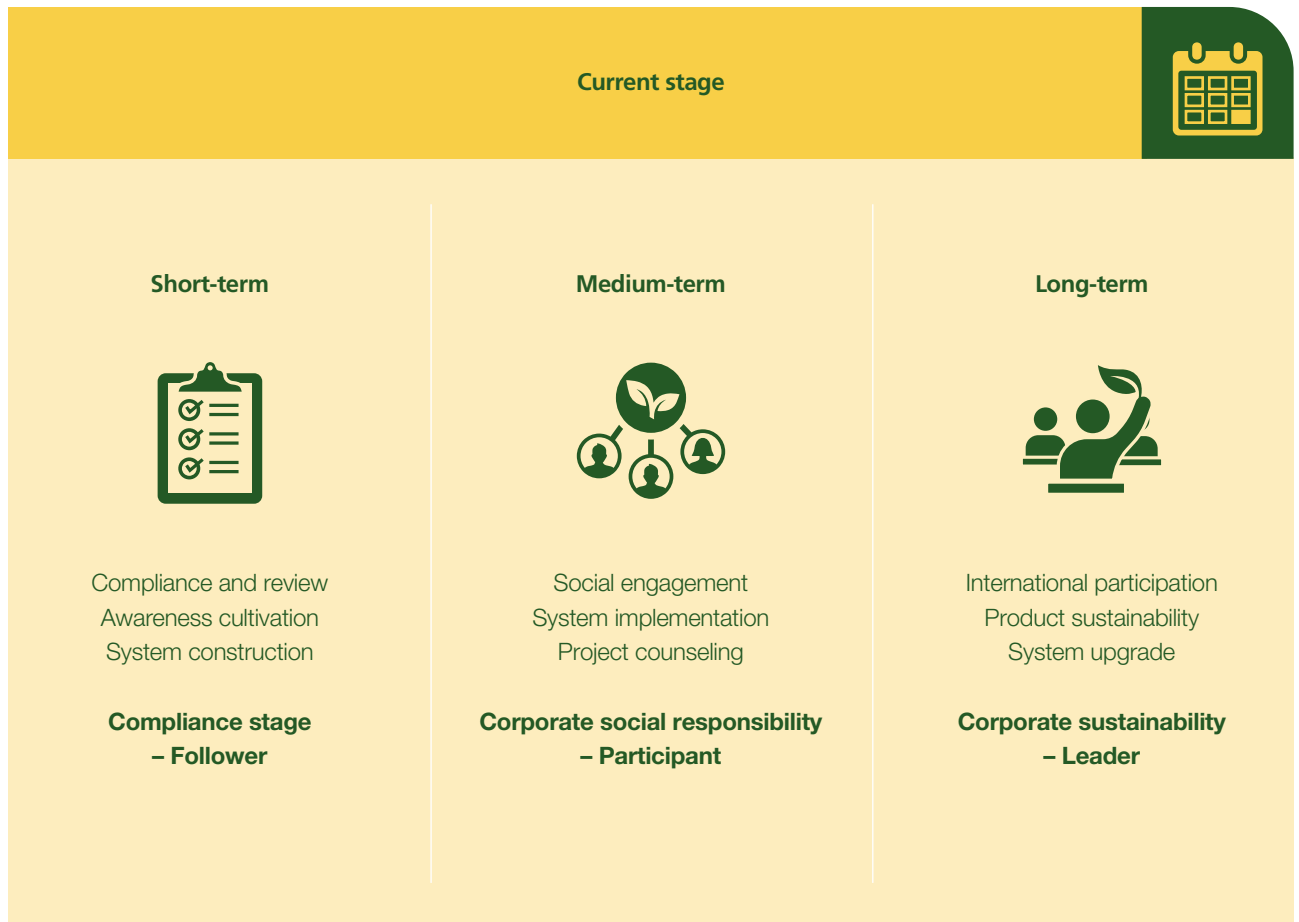 Current stage
Short-term
Compliance and review
Awareness cultivation
System construction
Compliance stage
– Follower
Medium-term
Social engagement
System implementation
Project counseling
Corporate social responsibility
– Participant
Long-term
International participation
Product sustainability
System upgrade
Corporate sustainability
– Leader